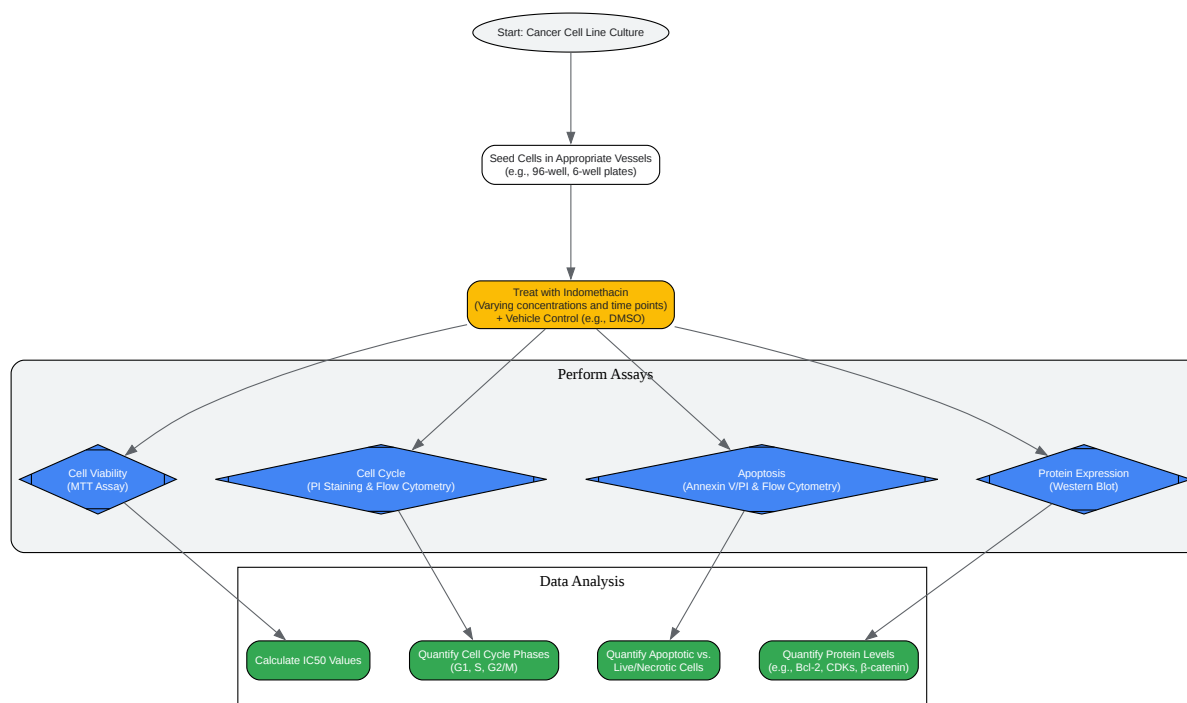 Start: Cancer Cell Line Culture
Seed Cells in Appropriate Vessels
(e.g., 96-well, 6-well plates)
Treat with Indomethacin
(Varying concentrations and time points)
+ Vehicle Control (e.g., DMSO)
Perform Assays
Cell Viability
(MTT Assay)
Cell Cycle
(PI Staining & Flow Cytometry)
Apoptosis
(Annexin V/PI & Flow Cytometry)
Protein Expression
(Western Blot)
Data Analysis
Calculate IC50 Values
Quantify Cell Cycle Phases
(G1, S, G2/M)
Quantify Apoptotic vs.
Live/Necrotic Cells
Quantify Protein Levels
(e.g., Bcl-2, CDKs, β-catenin)